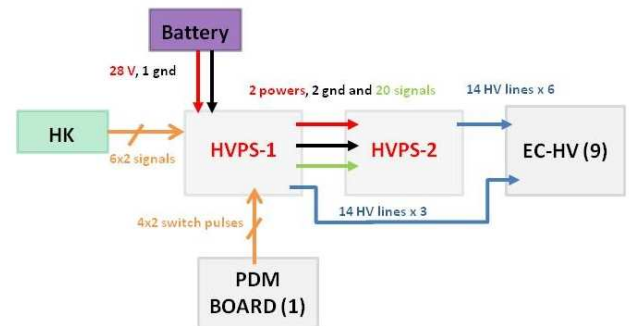 Battery
28 V, 1 gnd
2 powers, 2 gnd and 20 signals
14 HV lines x 6
HK
6x2 signals
HVPS-1
HVPS-2
EC-HV (9)
4x2 switch pulses
14 HV lines x 3
PDM
BOARD (1)